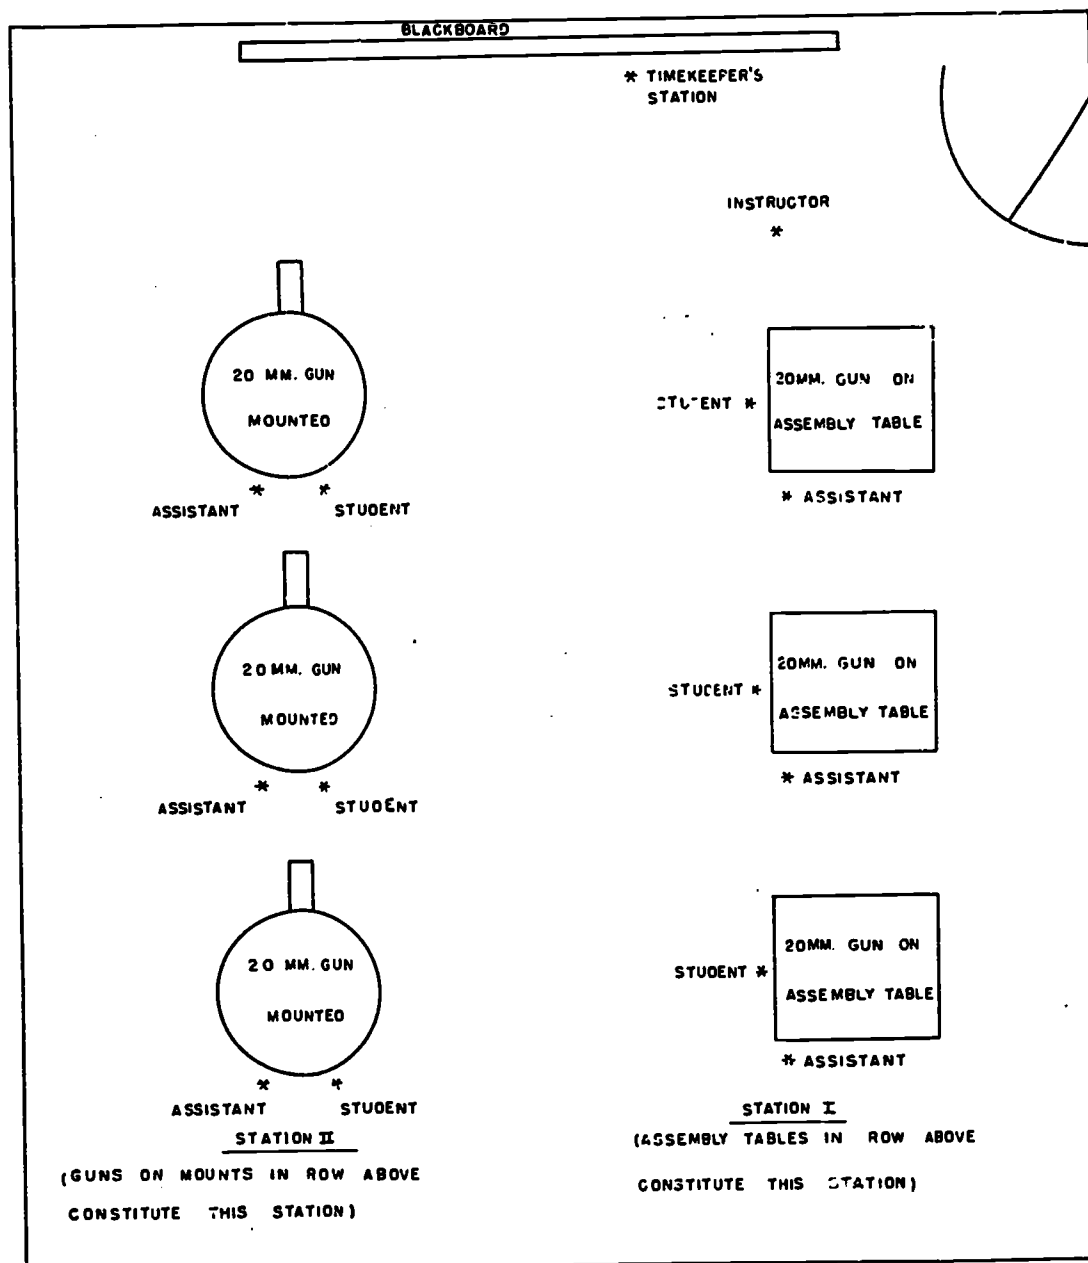 BLACKBOARD
* TIMEKEEPER'S
STATION
INSTRUCTOR
*
20 MM. GUN
MOUNTED
* *
ASSISTANT STUDENT
20MM. GUN ON
STUDENT *
ASSEMBLY TABLE
* ASSISTANT
20MM. GUN
MOUNTED
* *
ASSISTANT STUDENT
20MM. GUN ON
STUDENT *
ASSEMBLY TABLE
* ASSISTANT
20 MM. GUN
MOUNTED
* *
ASSISTANT STUDENT
20MM. GUN ON
STUDENT *
ASSEMBLY TABLE
* ASSISTANT
STATION II
(GUNS ON MOUNTS IN ROW ABOVE
CONSTITUTE THIS STATION)
STATION I
(ASSEMBLY TABLES IN ROW ABOVE
CONSTITUTE THIS STATION)